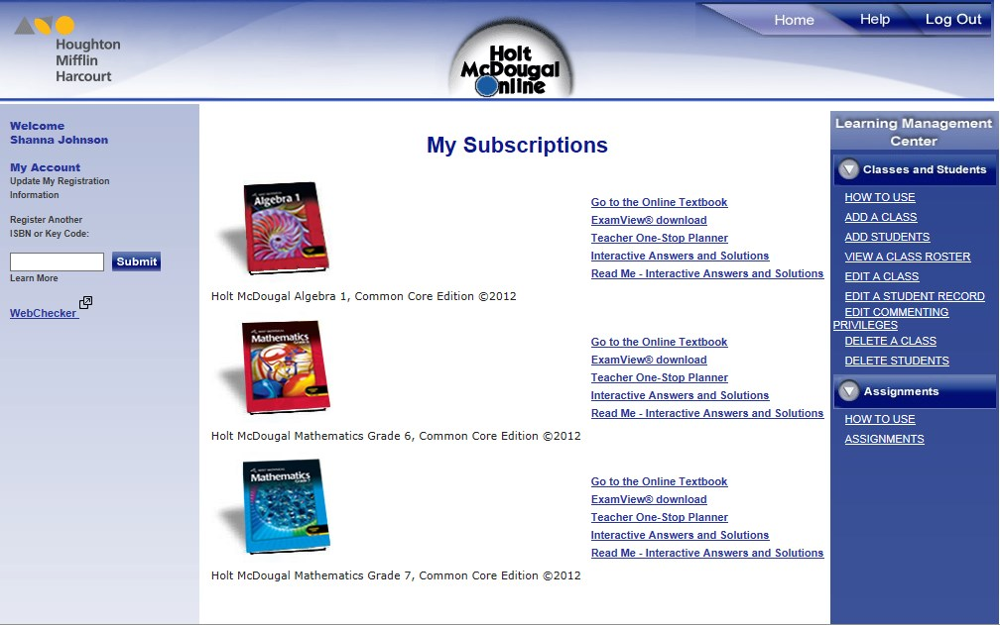 Houghton
Mifflin
Harcourt
Holt
McDougal
Online
Home
Help
Log Out
Welcome
Shanna Johnson
My Account
Update My Registration
Information
Register Another
ISBN or Key Code:
Submit
Learn More
WebChecker
My Subscriptions
Algebra 1
Go to the Online Textbook
ExamView® download
Teacher One-Stop Planner
Interactive Answers and Solutions
Read Me - Interactive Answers and Solutions
Holt McDougal Algebra 1, Common Core Edition ©2012
Mathematics
Go to the Online Textbook
ExamView® download
Teacher One-Stop Planner
Interactive Answers and Solutions
Read Me - Interactive Answers and Solutions
Holt McDougal Mathematics Grade 6, Common Core Edition ©2012
Mathematics
Go to the Online Textbook
ExamView® download
Teacher One-Stop Planner
Interactive Answers and Solutions
Read Me - Interactive Answers and Solutions
Holt McDougal Mathematics Grade 7, Common Core Edition ©2012
Learning Management
Center
Classes and Students
HOW TO USE
ADD A CLASS
ADD STUDENTS
VIEW A CLASS ROSTER
EDIT A CLASS
EDIT A STUDENT RECORD
EDIT COMMENTING
PRIVILEGES
DELETE A CLASS
DELETE STUDENTS
Assignments
HOW TO USE
ASSIGNMENTS